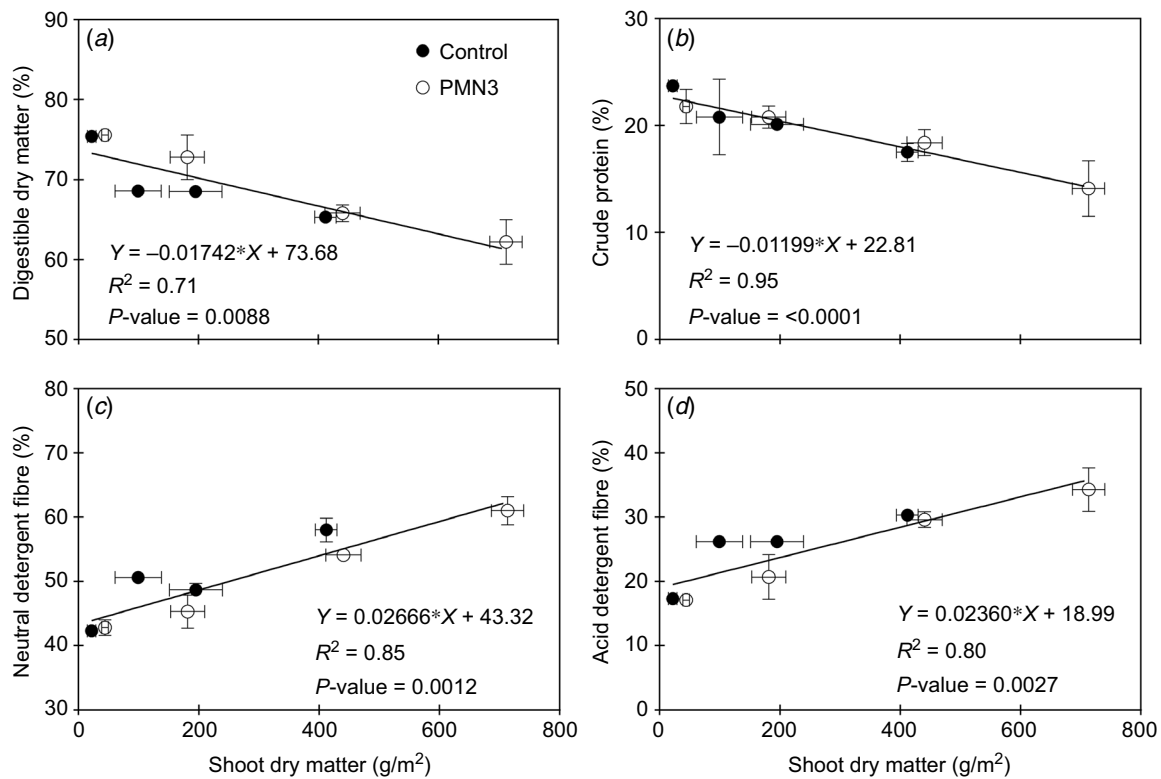 (a)
Control
PMN3
90
80
70
60
50
Digestible dry matter (%)
Y = –0.01742*X + 73.68
R² = 0.71
P-value = 0.0088
(b)
30
20
10
0
Crude protein (%)
Y = –0.01199*X + 22.81
R² = 0.95
P-value = <0.0001
(c)
80
70
60
50
40
30
Neutral detergent fibre (%)
Y = 0.02666*X + 43.32
R² = 0.85
P-value = 0.0012
0 200 400 600 800
Shoot dry matter (g/m²)
(d)
50
40
30
20
10
0
Acid detergent fibre (%)
Y = 0.02360*X + 18.99
R² = 0.80
P-value = 0.0027
0 200 400 600 800
Shoot dry matter (g/m²)